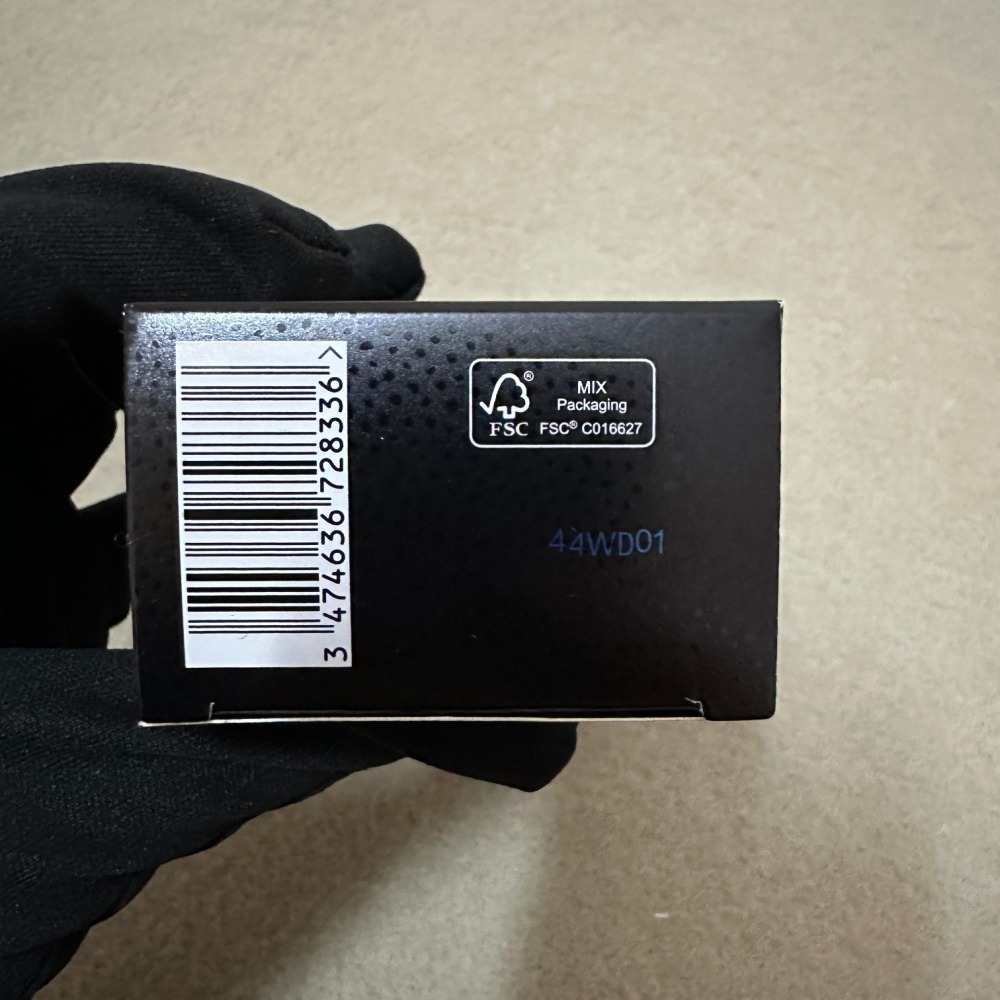 3 474636 728336 >
MIX
Packaging
FSC® C016627
®
FSC
44WD01